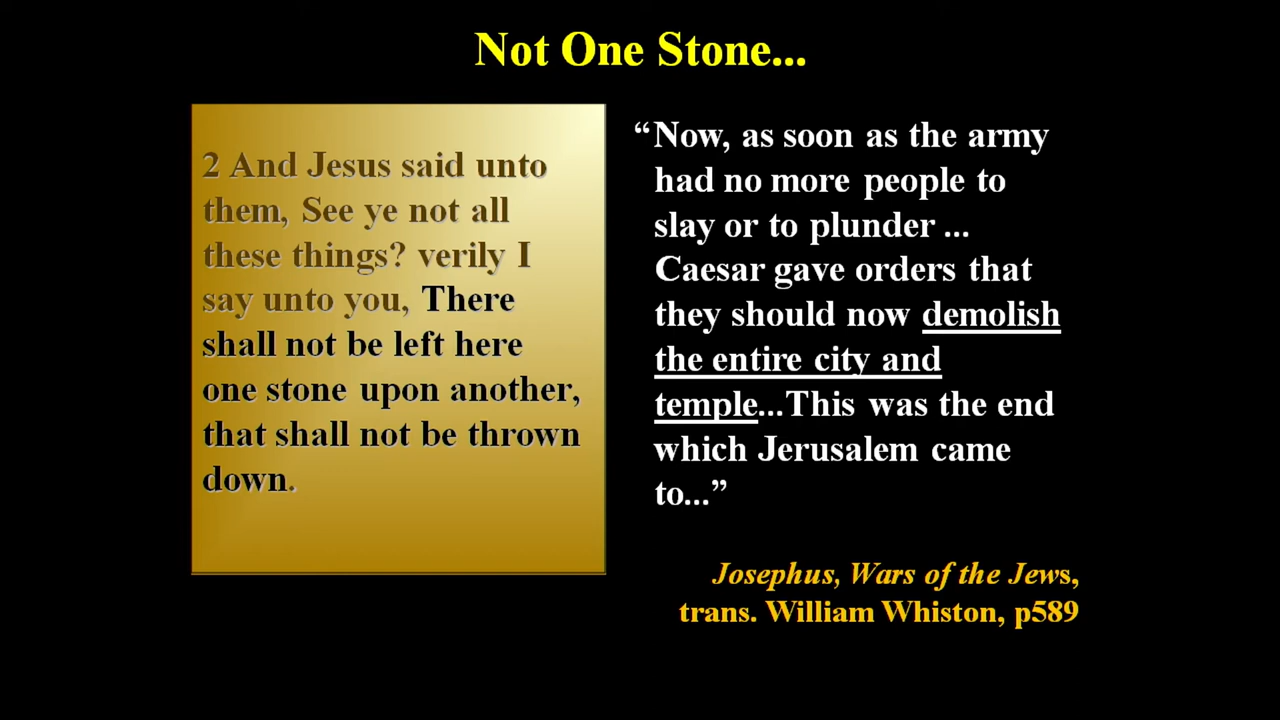 Not One Stone...
2 And Jesus said unto
them, See ye not all
these things? verily I
say unto you, There
shall not be left here
one stone upon another,
that shall not be thrown
down.
“Now, as soon as the army
had no more people to
slay or to plunder ...
Caesar gave orders that
they should now demolish
the entire city and
temple...This was the end
which Jerusalem came
to...”
Josephus, Wars of the Jews,
trans. William Whiston, p589